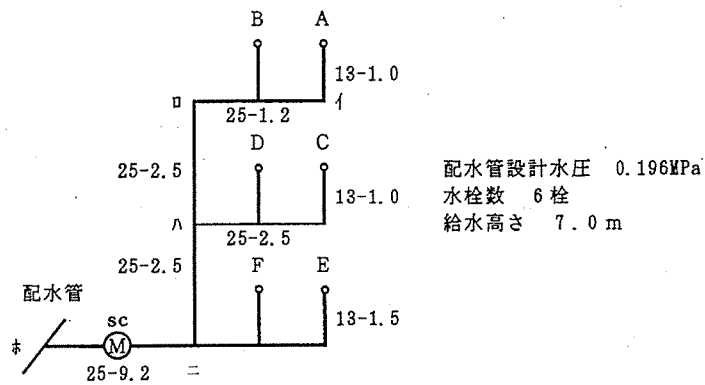 B A
13-1.0
ロ イ
25-1.2
D C
25-2.5
13-1.0
ハ
25-2.5
25-2.5
F E
配水管
13-1.5
sc
ホ M
25-9.2 ニ
配水管設計水圧 0.196MPa
水栓数 6栓
給水高さ 7.0m